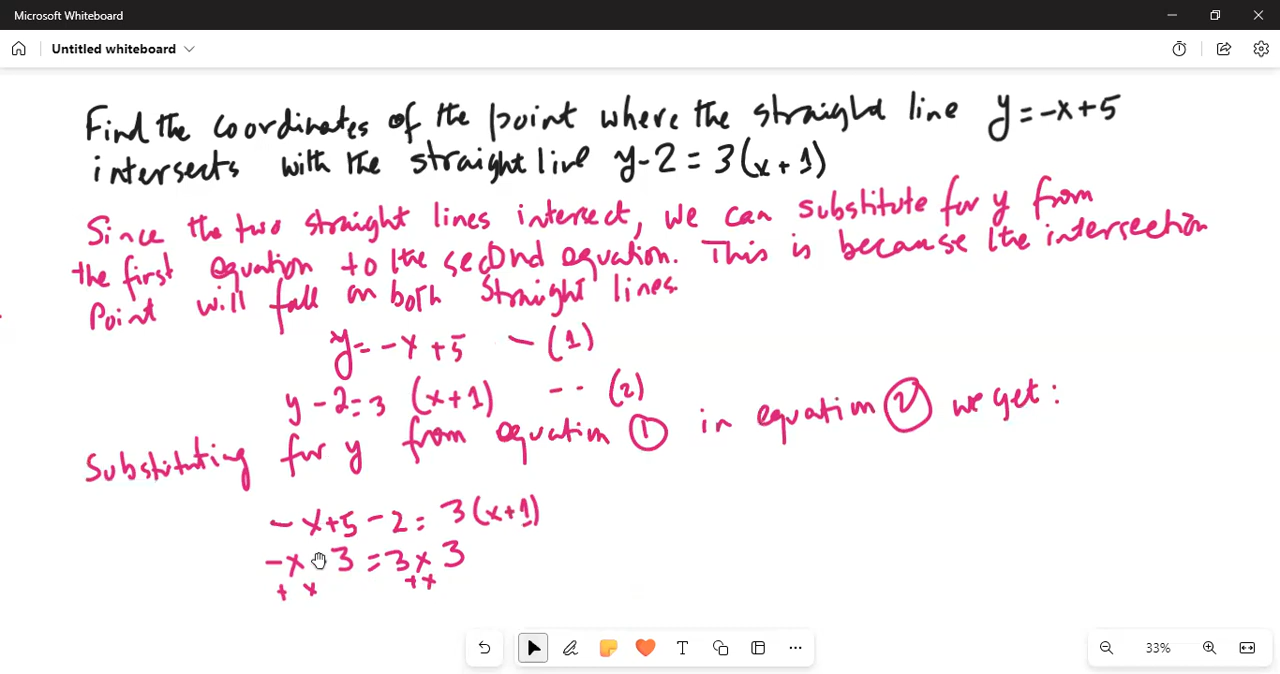 Microsoft Whiteboard
Untitled whiteboard
Find the coordinates of the point where the straight line y = -x+5
intersects with the straight line y-2 = 3(x+1)
Since the two straight lines intersect, we can substitute for y from
the first equation to the second equation. This is because the intersection
Point will fall on both straight lines.
y = -x +5 - (1)
y -2 = 3 (x+1) -- (2)
Substituting for y from equation ① in equation ② we get:
- x+5 - 2 = 3(x+1)
-x 3 = 3x 3
+ x + x
33%